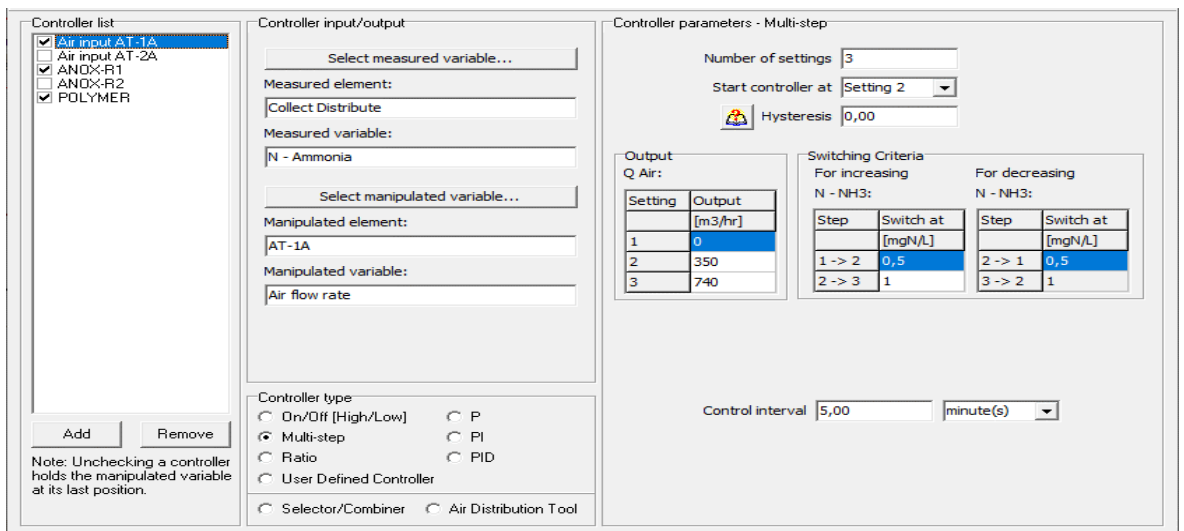 Controller list
Air input AT-1A
Air input AT-2A
ANOX-R1
ANOX-R2
POLYMER
Add Remove
Note: Unchecking a controller
holds the manipulated variable
at its last position.
Controller input/output
Select measured variable...
Measured element:
Collect Distribute
Measured variable:
N - Ammonia
Select manipulated variable...
Manipulated element:
AT-1A
Manipulated variable:
Air flow rate
Controller type
On/Off [High/Low] P
Multi-step PI
Ratio PID
User Defined Controller
Selector/Combiner Air Distribution Tool
Controller parameters - Multi-step
Number of settings 3
Start controller at Setting 2
Hysteresis 0,00
Output
Q Air:
Setting Output
[m3/hr]
1 0
2 350
3 740
Switching Criteria
For increasing
N - NH3:
Step Switch at
[mgN/L]
1 -> 2 0,5
2 -> 3 1
For decreasing
N - NH3:
Step Switch at
[mgN/L]
2 -> 1 0,5
3 -> 2 1
Control interval 5,00 minute(s)